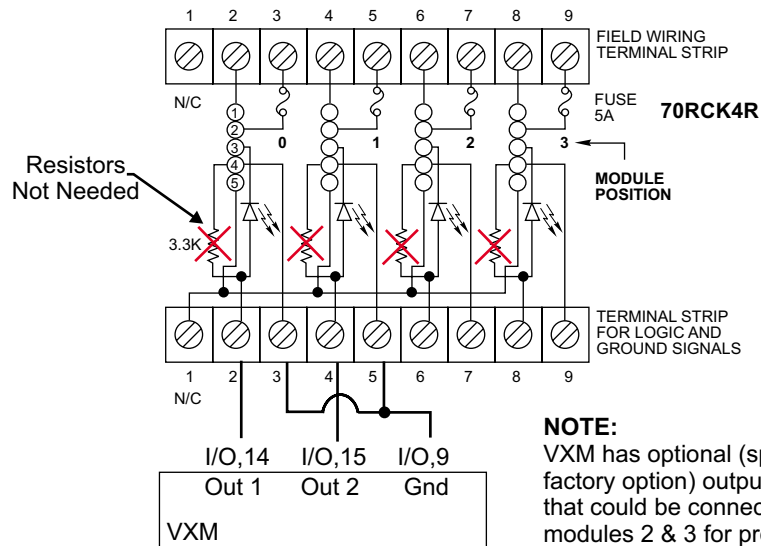 1 2 3 4 5 6 7 8 9
FIELD WIRING
TERMINAL STRIP
N/C
FUSE
5A
70RCK4R
1
2
3
4
5
0 1 2 3
MODULE
POSITION
Resistors
Not Needed
3.3K
TERMINAL STRIP
FOR LOGIC AND
GROUND SIGNALS
1 2 3 4 5 6 7 8 9
N/C
I/O,14 I/O,15 I/O,9
Out 1 Out 2 Gnd
VXM
NOTE:
VXM has optional (sp
factory option) output
that could be connec
modules 2 & 3 for pro